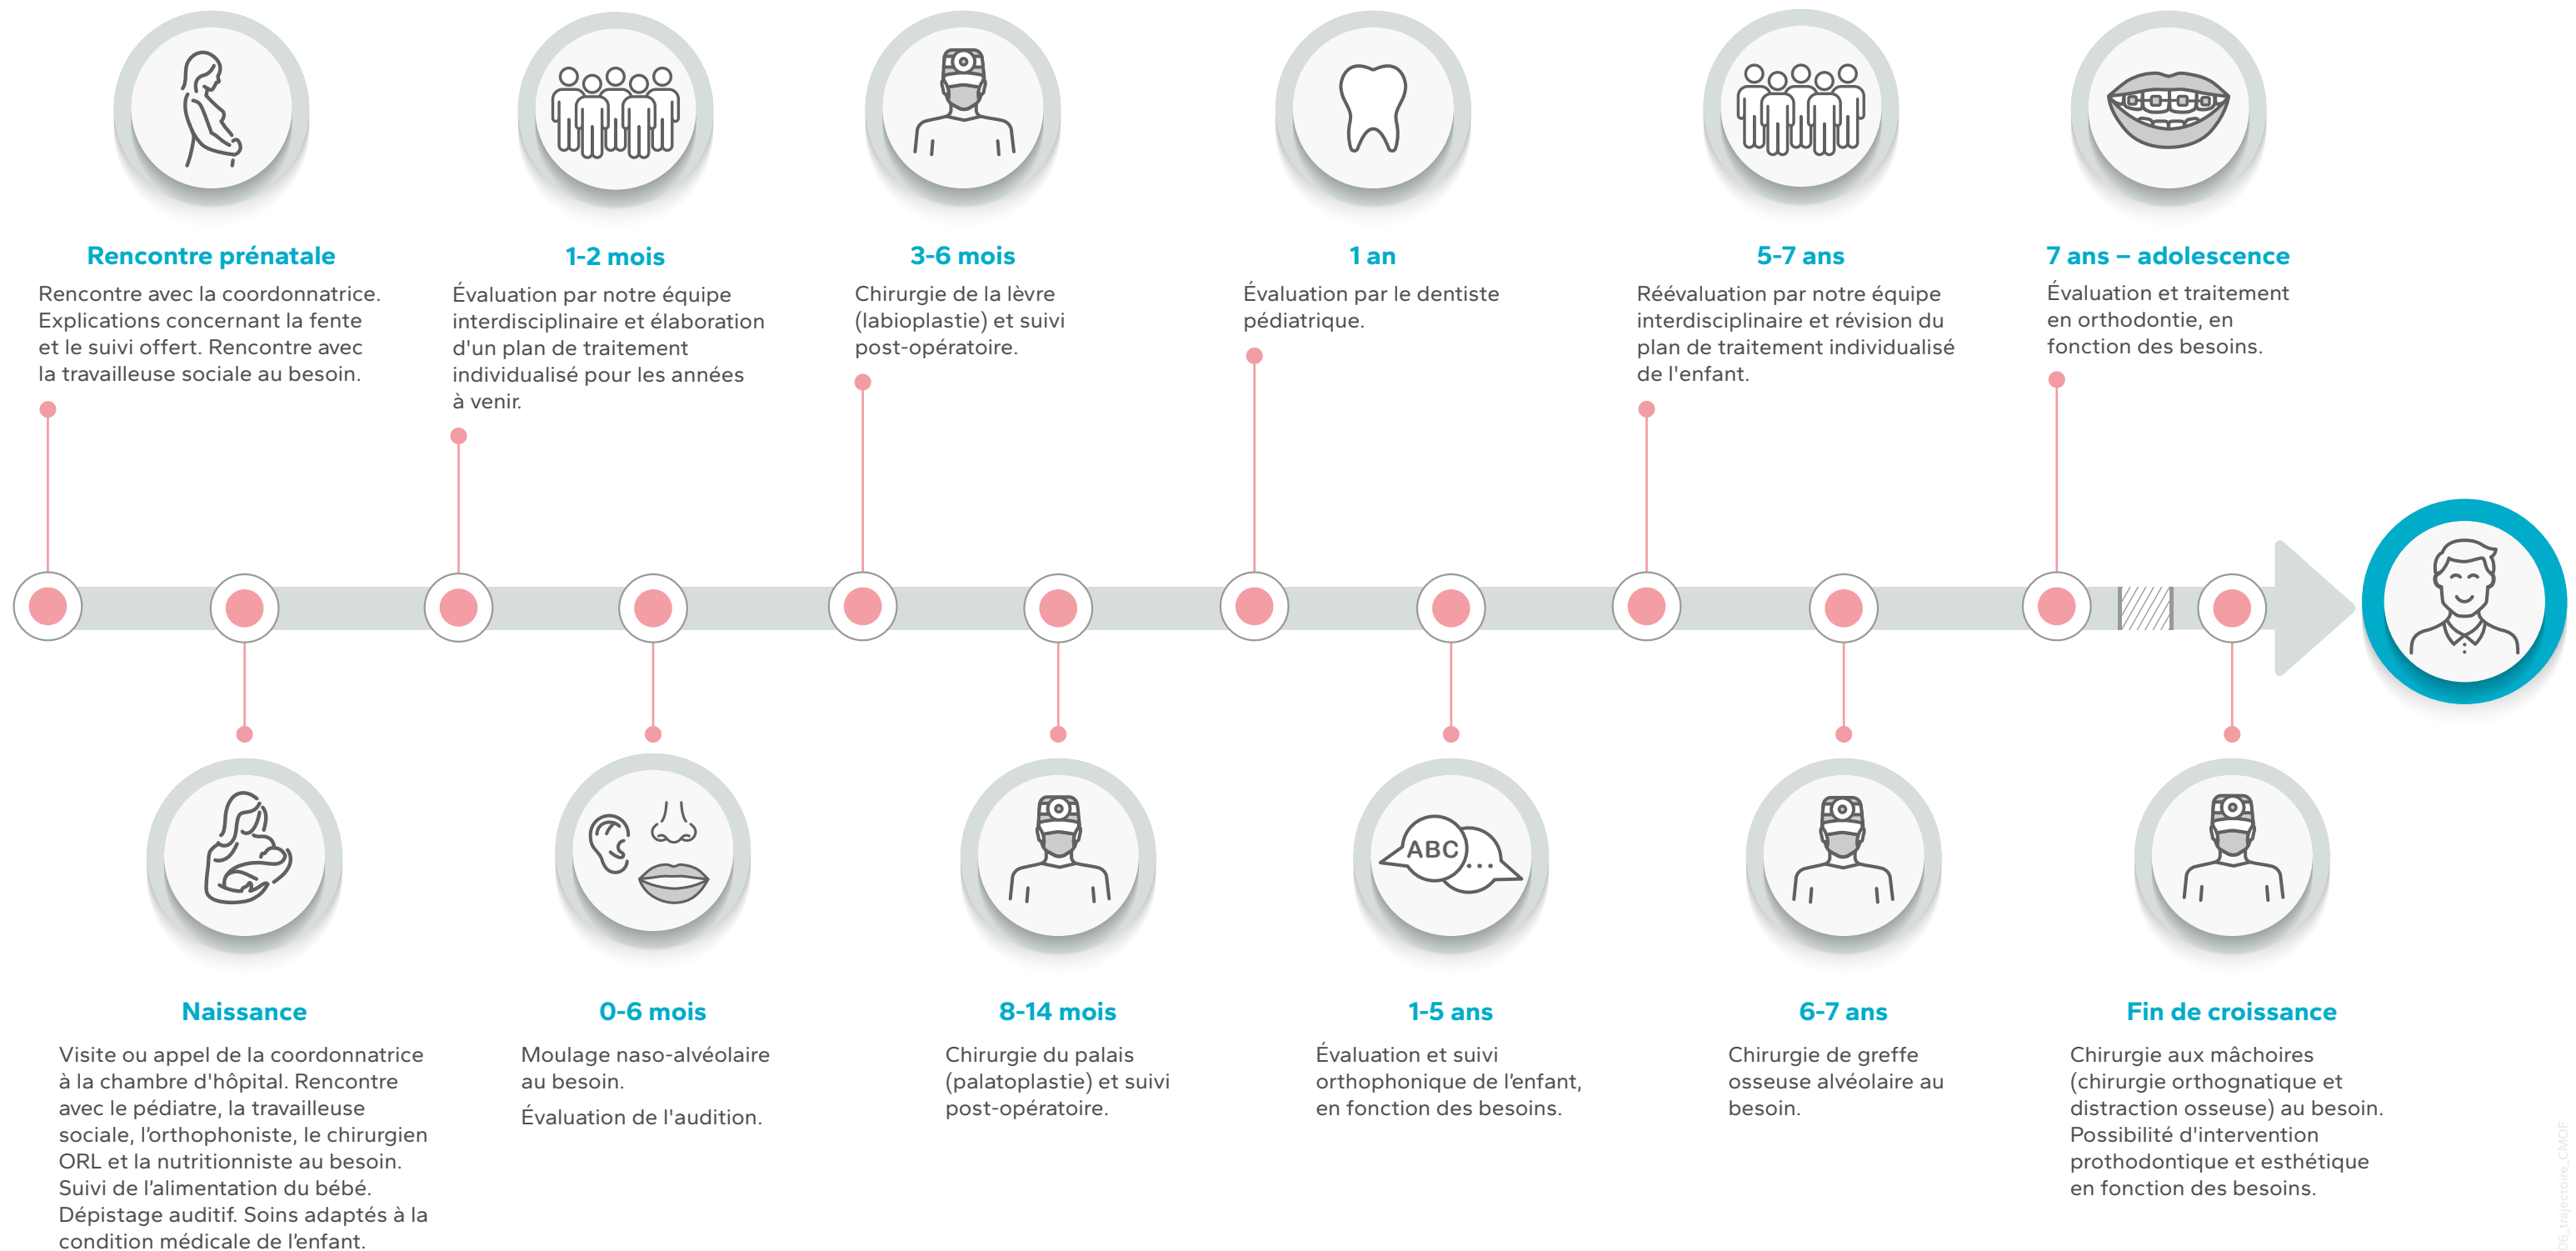 Rencontre prénatale
Rencontre avec la coordonnatrice.
Explications concernant la fente
et le suivi offert. Rencontre avec
la travailleuse sociale au besoin.
1-2 mois
Évaluation par notre équipe
interdisciplinaire et élaboration
d'un plan de traitement
individualisé pour les années
à venir.
3-6 mois
Chirurgie de la lèvre
(labioplastie) et suivi
post-opératoire.
1 an
Évaluation par le dentiste
pédiatrique.
5-7 ans
Réévaluation par notre équipe
interdisciplinaire et révision du
plan de traitement individualisé
de l'enfant.
7 ans – adolescence
Évaluation et traitement
en orthodontie, en
fonction des besoins.
Naissance
Visite ou appel de la coordonnatrice
à la chambre d'hôpital. Rencontre
avec le pédiatre, la travailleuse
sociale, l’orthophoniste, le chirurgien
ORL et la nutritionniste au besoin.
Suivi de l’alimentation du bébé.
Dépistage auditif. Soins adaptés à la
condition médicale de l’enfant.
0-6 mois
Moulage naso-alvéolaire
au besoin.
Évaluation de l'audition.
8-14 mois
Chirurgie du palais
(palatoplastie) et suivi
post-opératoire.
ABC
...
1-5 ans
Évaluation et suivi
orthophonique de l’enfant,
en fonction des besoins.
6-7 ans
Chirurgie de greffe
osseuse alvéolaire au
besoin.
Fin de croissance
Chirurgie aux mâchoires
(chirurgie orthognatique et
distraction osseuse) au besoin.
Possibilité d'intervention
prothodontique et esthétique
en fonction des besoins.
06_trajectoire_CMOF